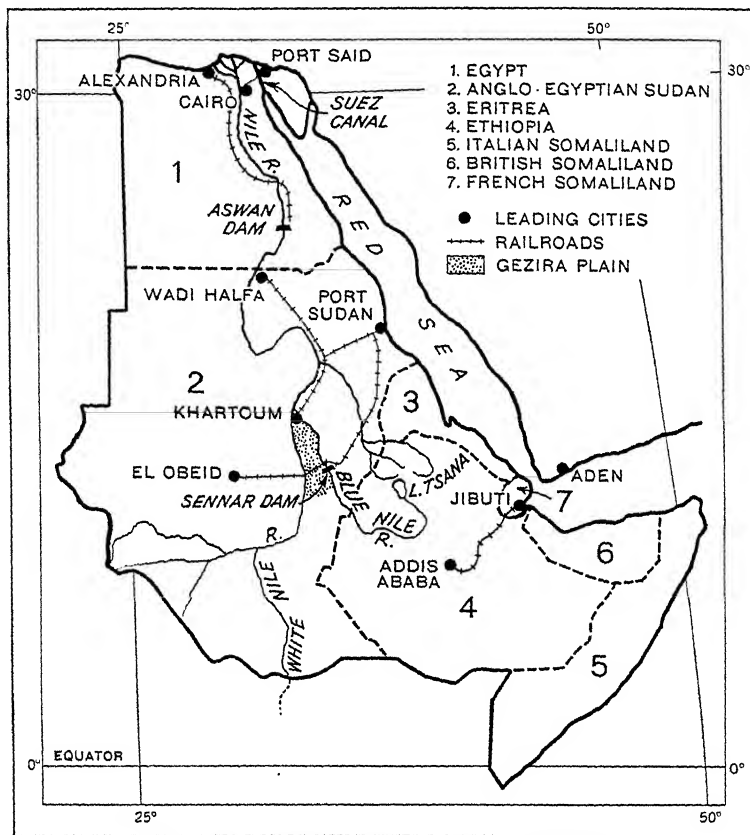 25°
50°
30°
30°
PORT SAID
ALEXANDRIA
CAIRO
SUEZ
CANAL
NILE R.
1
ASWAN
DAM
RED SEA
1. EGYPT
2. ANGLO-EGYPTIAN SUDAN
3. ERITREA
4. ETHIOPIA
5. ITALIAN SOMALILAND
6. BRITISH SOMALILAND
7. FRENCH SOMALILAND
LEADING CITIES
RAILROADS
GEZIRA PLAIN
WADI HALFA
PORT
SUDAN
2
3
KHARTOUM
EL OBEID
SENNAR DAM
BLUE
NILE
R.
L. TSANA
JIBUTI
7
ADEN
6
ADDIS
ABABA
4
5
R.
NILE
WHITE
EQUATOR
0°
0°
25°
50°